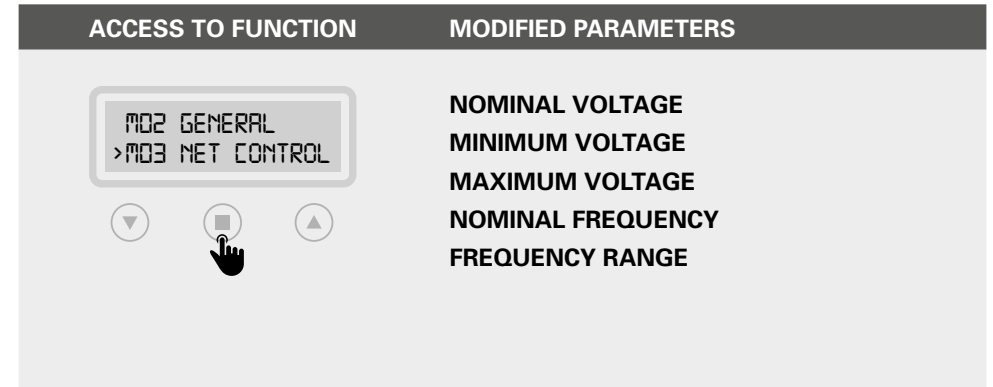 ACCESS TO FUNCTION
MODIFIED PARAMETERS
M02 GENERAL
>M03 NET CONTROL
NOMINAL VOLTAGE
MINIMUM VOLTAGE
MAXIMUM VOLTAGE
NOMINAL FREQUENCY
FREQUENCY RANGE